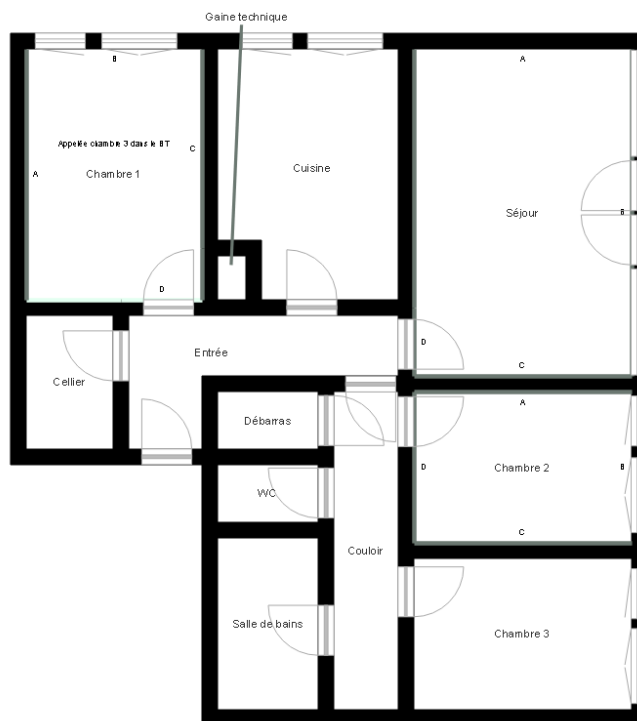 Gaine technique
B
A
Appelée chambre 3 dans le BT
C
A
Chambre 1
Cuisine
Séjour
B
D
Entrée
D
C
Cellier
A
Débarras
D
Chambre 2
B
WC
C
Couloir
Salle de bains
Chambre 3